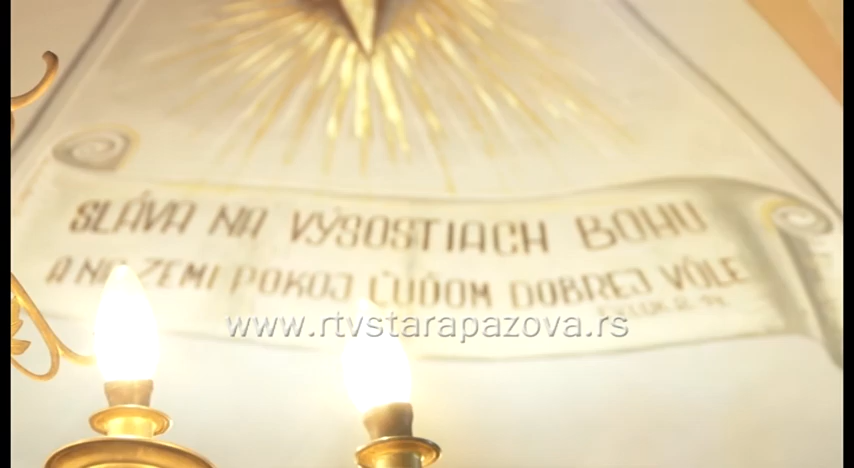 SLÁVA NA VÝSOSTIACH BOHU
A NA ZEMI POKOJ ĽUĎOM DOBREJ VÔLE
www.rtvstarapazova.rs